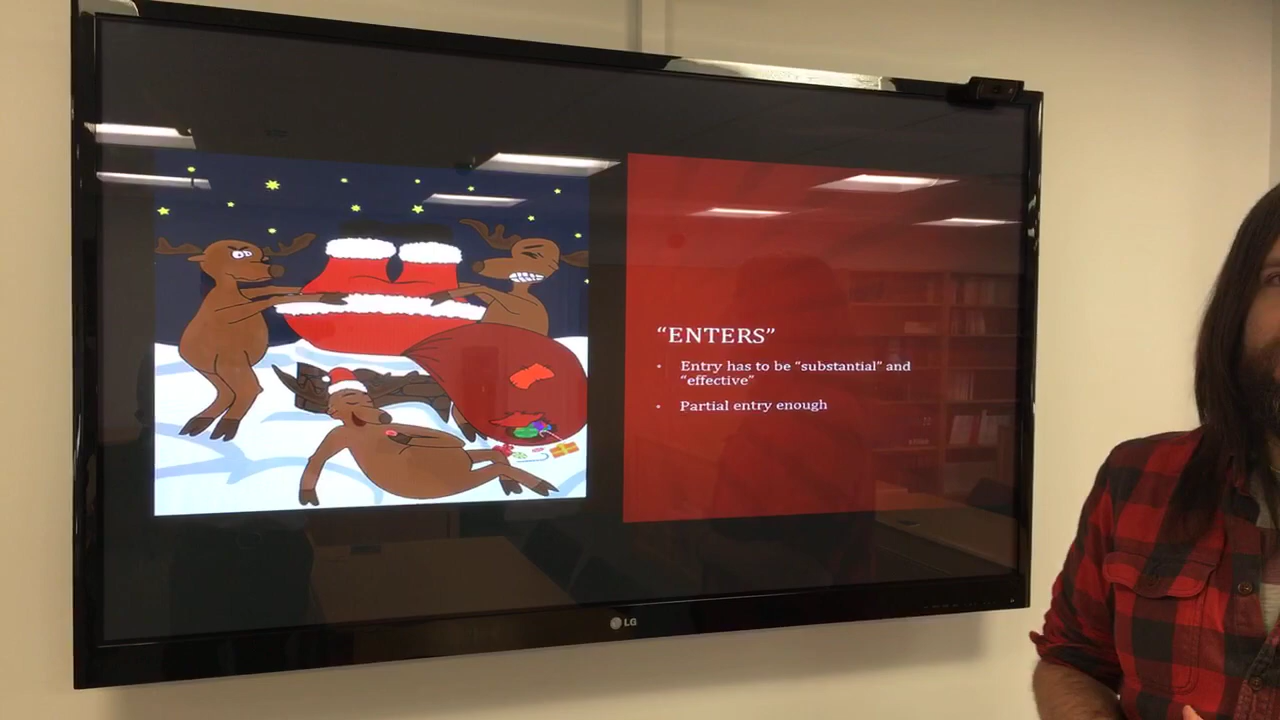 “ENTERS”
• Entry has to be “substantial” and
“effective”
• Partial entry enough
LG